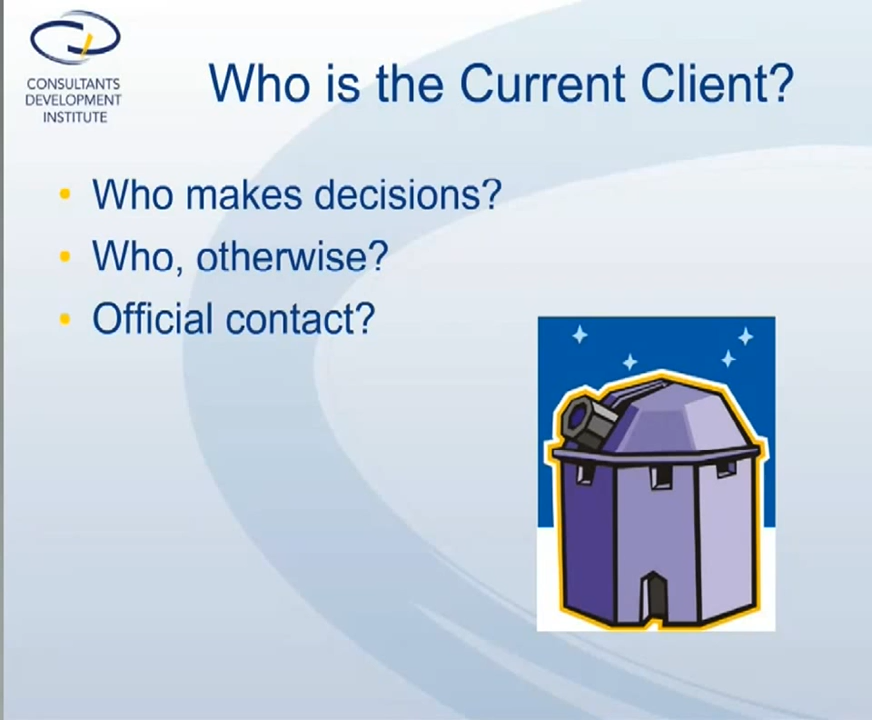 CONSULTANTS
DEVELOPMENT
INSTITUTE
Who is the Current Client?
• Who makes decisions?
• Who, otherwise?
• Official contact?